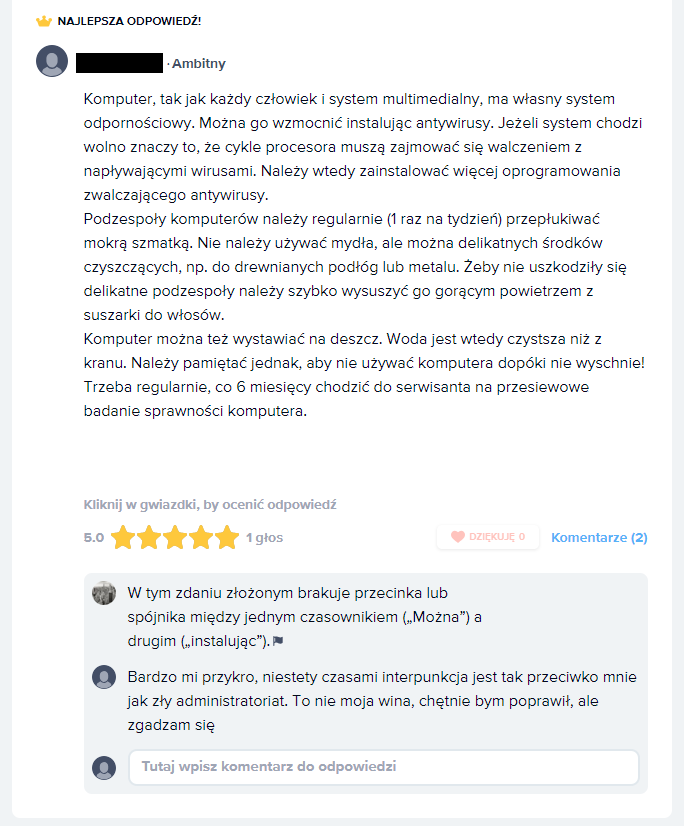 NAJLEPSZA ODPOWIEDŹ!
· Ambitny
Komputer, tak jak każdy człowiek i system multimedialny, ma własny system
odpornościowy. Można go wzmocnić instalując antywirusy. Jeżeli system chodzi
wolno znaczy to, że cykle procesora muszą zajmować się walczeniem z
napływającymi wirusami. Należy wtedy zainstalować więcej oprogramowania
zwalczającego antywirusy.
Podzespoły komputerów należy regularnie (1 raz na tydzień) przepłukiwać
mokrą szmatką. Nie należy używać mydła, ale można delikatnych środków
czyszczących, np. do drewnianych podłóg lub metalu. Żeby nie uszkodziły się
delikatne podzespoły należy szybko wysuszyć go gorącym powietrzem z
suszarki do włosów.
Komputer można też wystawiać na deszcz. Woda jest wtedy czystsza niż z
kranu. Należy pamiętać jednak, aby nie używać komputera dopóki nie wyschnie!
Trzeba regularnie, co 6 miesięcy chodzić do serwisanta na przesiewowe
badanie sprawności komputera.
Kliknij w gwiazdki, by ocenić odpowiedź
5.0 1 głos DZIĘKUJĘ 0 Komentarze (2)
W tym zdaniu złożonym brakuje przecinka lub
spójnika między jednym czasownikiem („Można”) a
drugim („instalując”).
Bardzo mi przykro, niestety czasami interpunkcja jest tak przeciwko mnie
jak zły administratoriat. To nie moja wina, chętnie bym poprawił, ale
zgadzam się
Tutaj wpisz komentarz do odpowiedzi